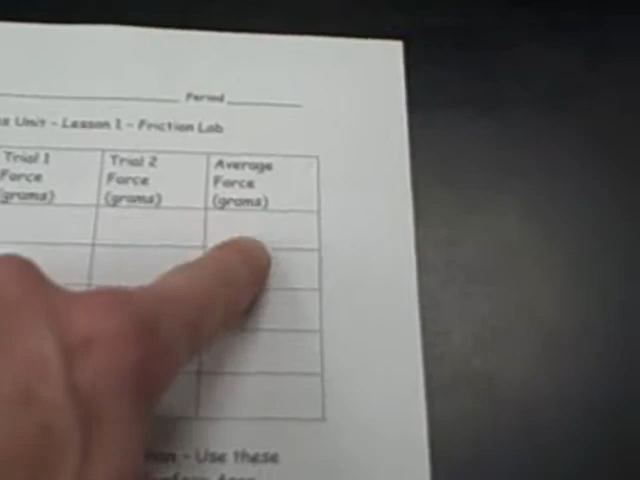 Period
Unit - Lesson 1 - Friction Lab
Trial 1 Force (grams)
Trial 2 Force (grams)
Average Force (grams)
- Use these